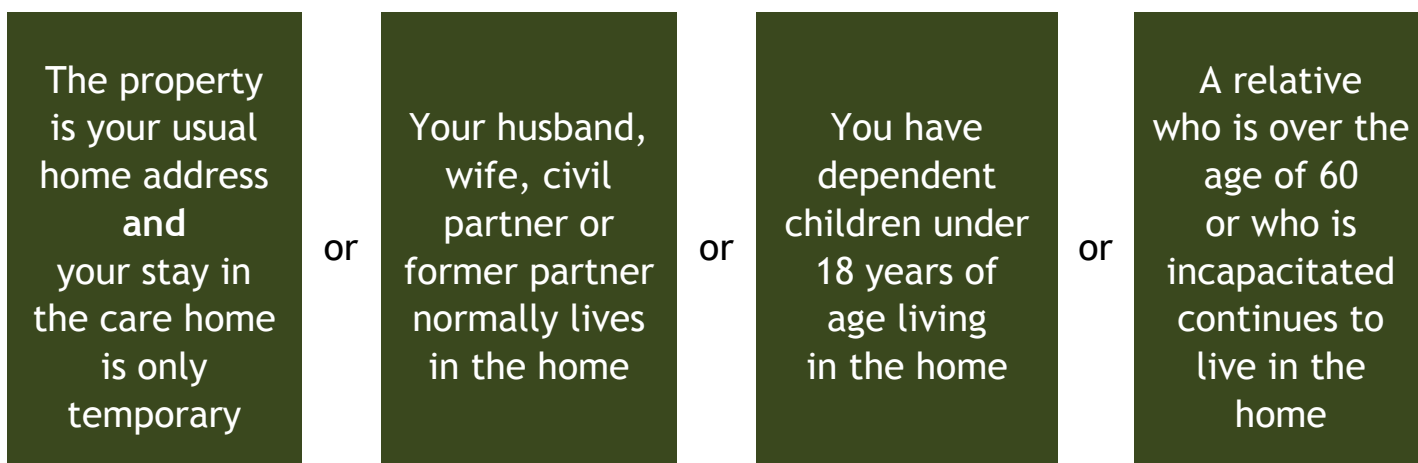 The property
is your usual
home address
and
your stay in
the care home
is only
temporary
or
Your husband,
wife, civil
partner or
former partner
normally lives
in the home
or
You have
dependent
children under
18 years of
age living
in the home
or
A relative
who is over the
age of 60
or who is
incapacitated
continues to
live in the
home